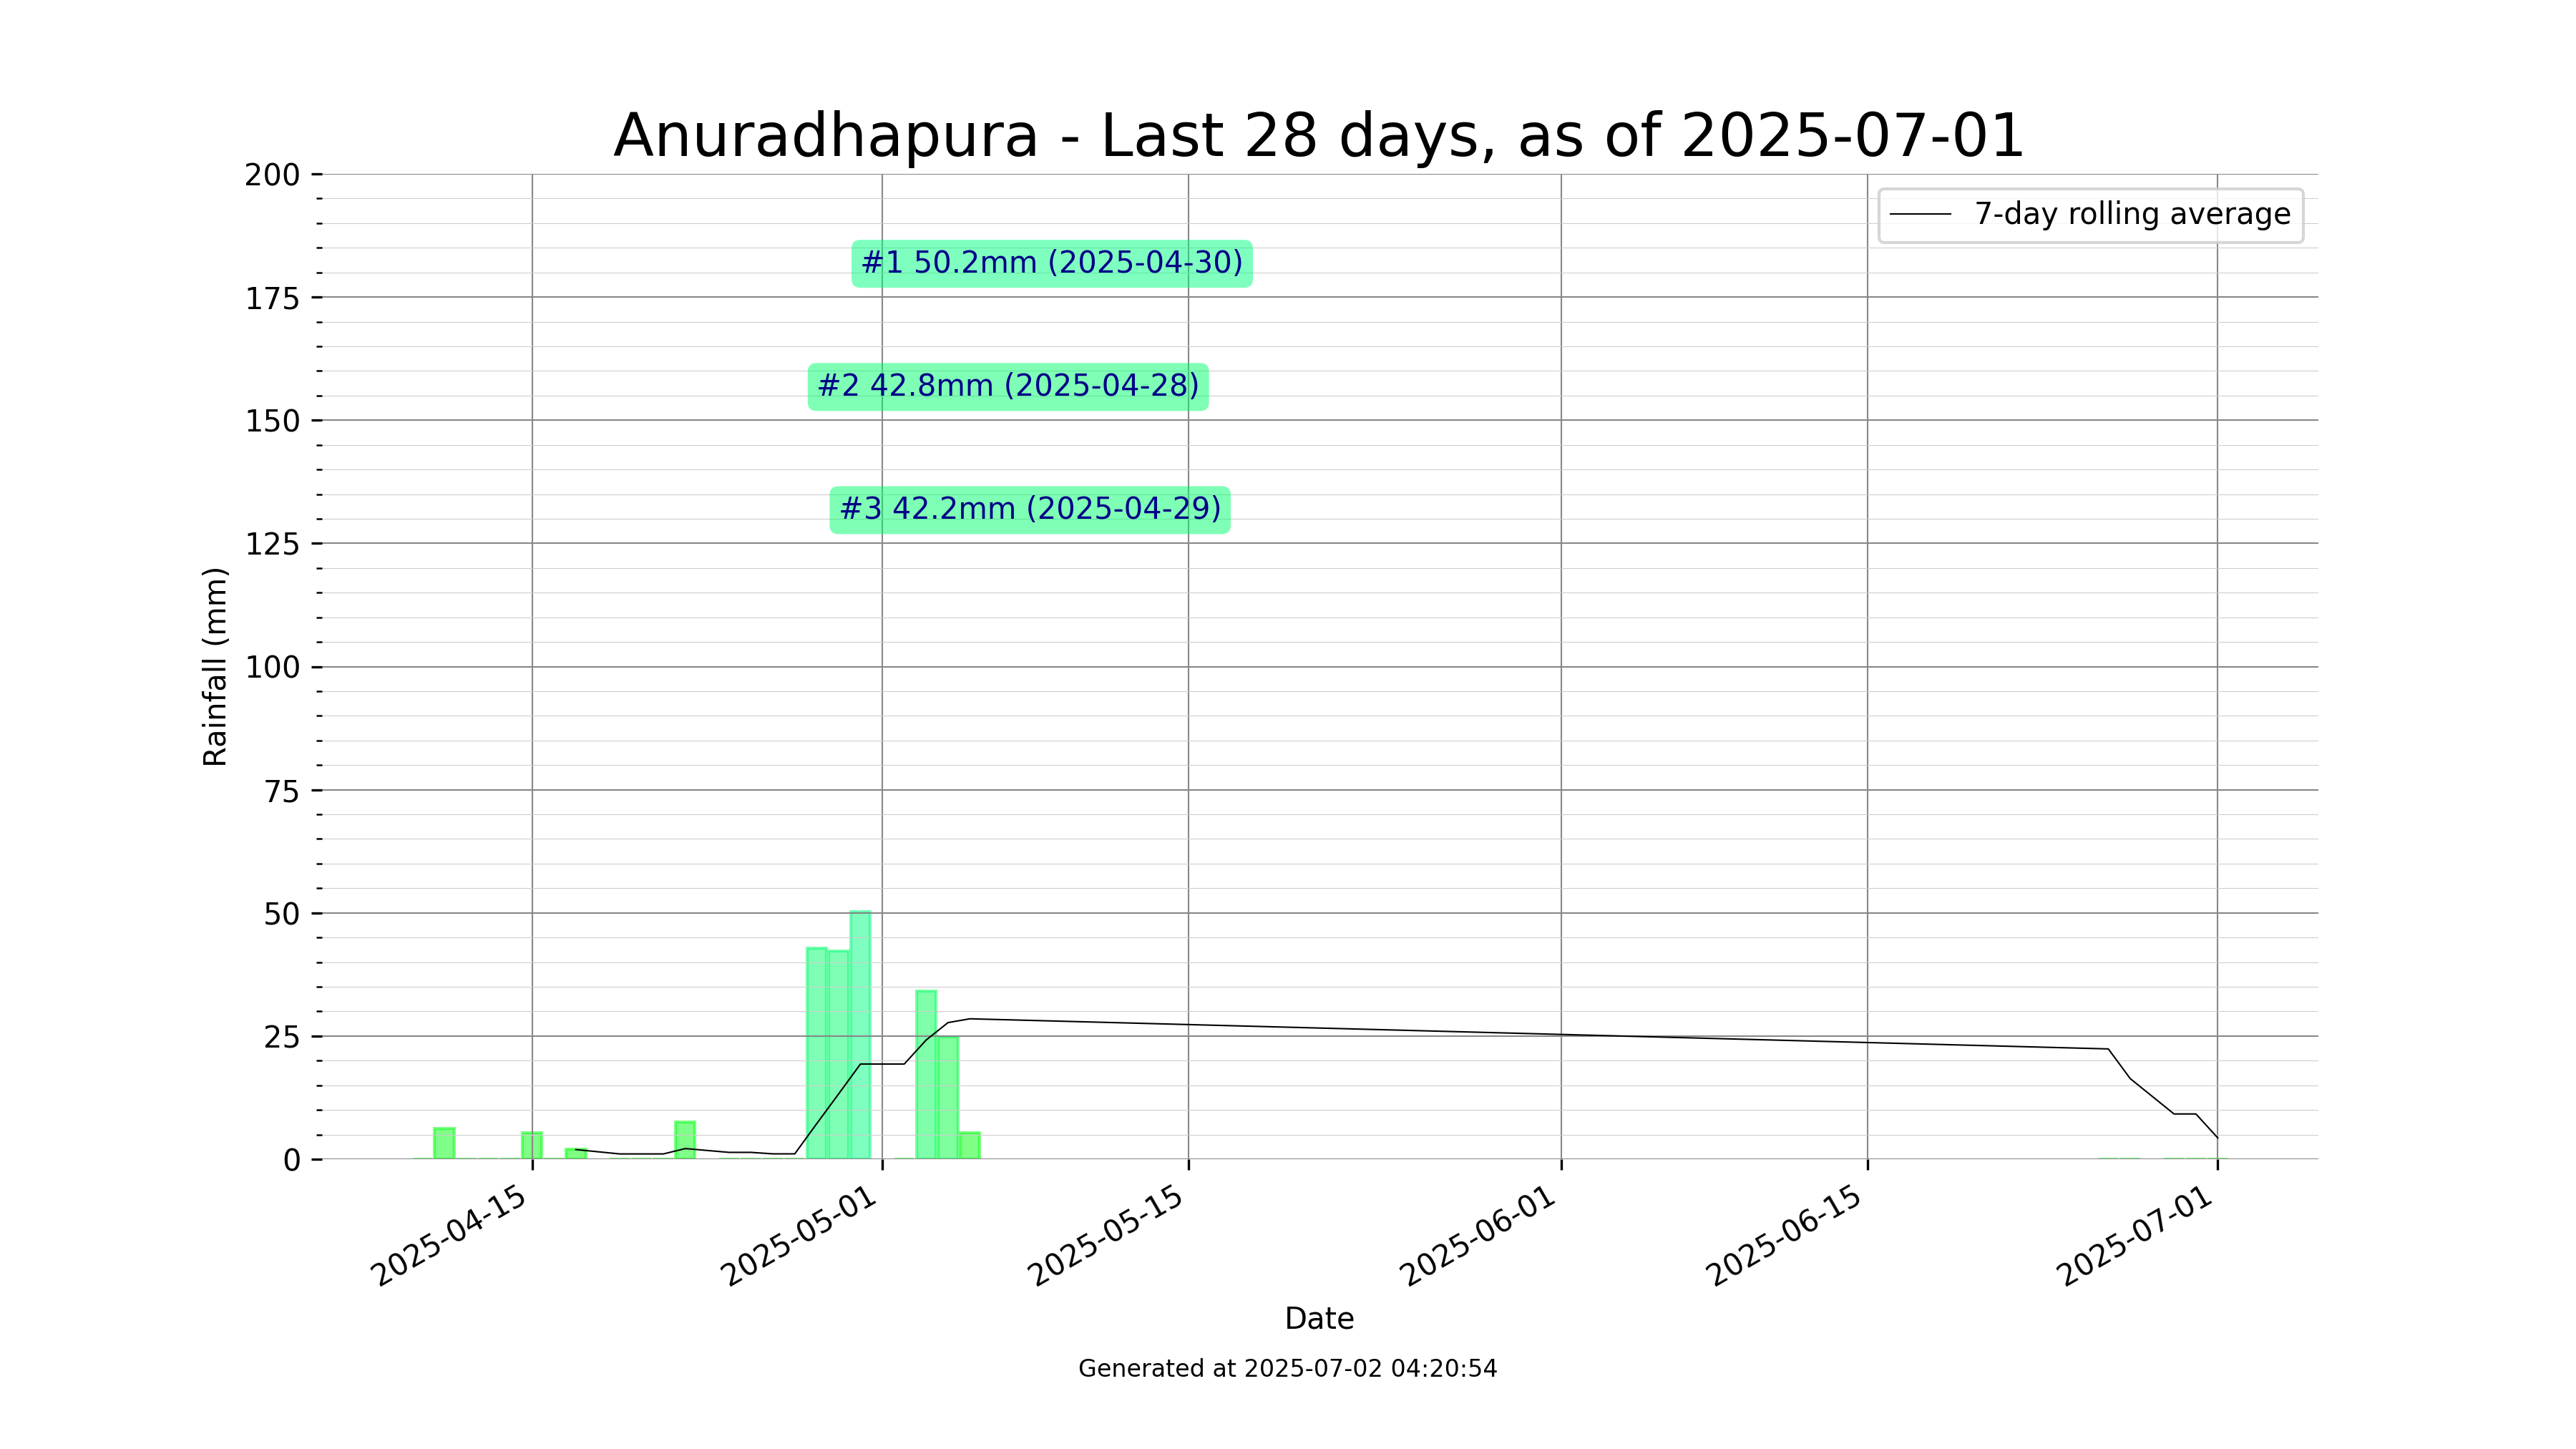 Anuradhapura - Last 28 days, as of 2025-07-01
7-day rolling average
#1 50.2mm (2025-04-30)
#2 42.8mm (2025-04-28)
#3 42.2mm (2025-04-29)
Rainfall (mm)
200
175
150
125
100
75
50
25
0
2025-04-15
2025-05-01
2025-05-15
2025-06-01
2025-06-15
2025-07-01
Date
Generated at 2025-07-02 04:20:54